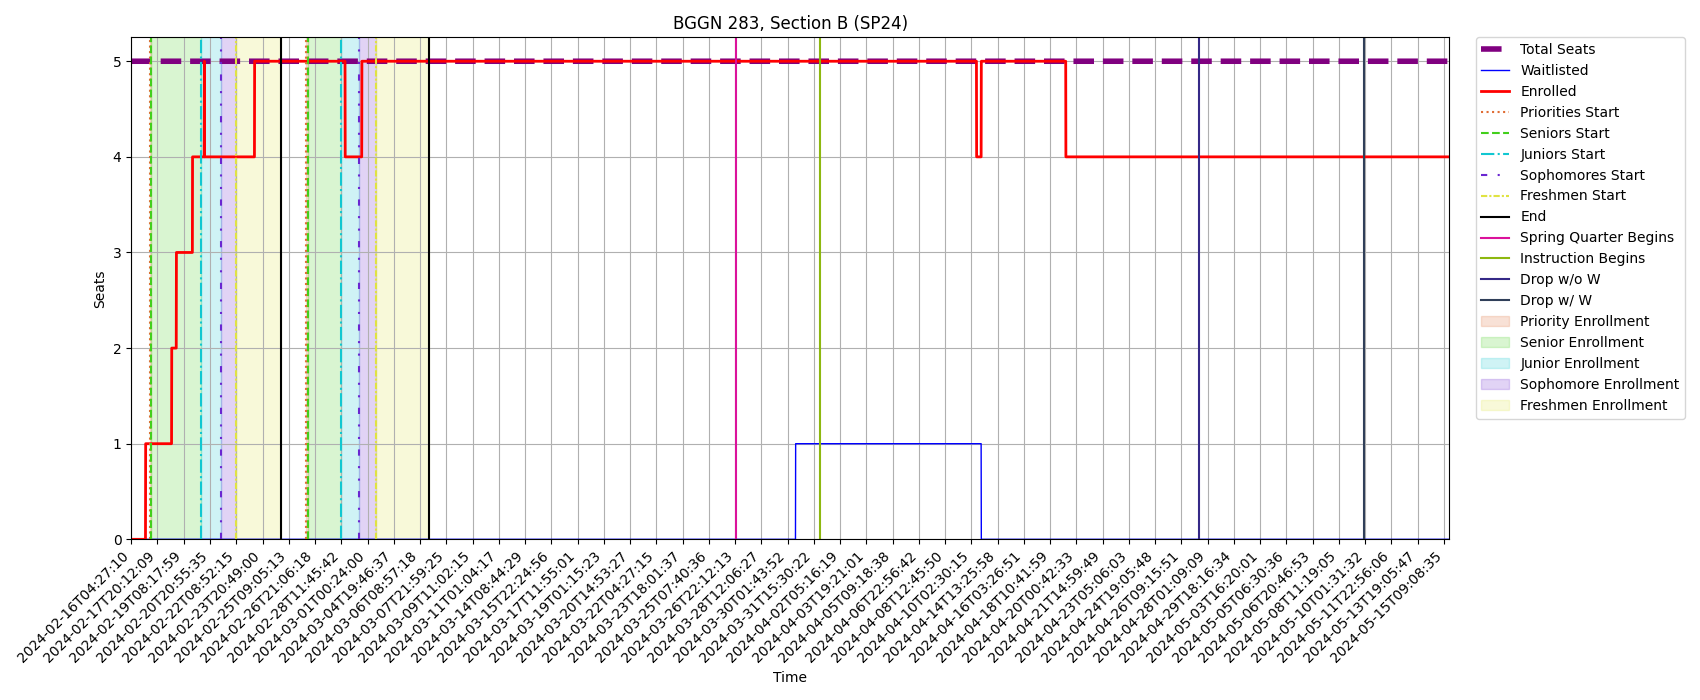 BGGN 283, Section B (SP24)
Seats
5
4
3
2
1
0
2024-02-16T04:27:10
2024-02-17T20:12:09
2024-02-19T08:17:59
2024-02-20T20:55:35
2024-02-22T08:52:15
2024-02-23T20:49:00
2024-02-25T09:05:13
2024-02-26T21:06:18
2024-02-28T11:45:42
2024-03-01T00:24:00
2024-03-04T19:46:37
2024-03-06T08:57:18
2024-03-07T21:59:25
2024-03-09T11:02:15
2024-03-11T01:04:17
2024-03-14T08:44:29
2024-03-15T22:24:56
2024-03-17T11:55:01
2024-03-19T01:15:23
2024-03-20T14:53:27
2024-03-22T04:27:15
2024-03-23T18:01:37
2024-03-25T07:40:36
2024-03-26T22:12:13
2024-03-28T12:06:27
2024-03-30T01:43:52
2024-03-31T15:30:22
2024-04-02T05:16:19
2024-04-03T19:21:01
2024-04-05T09:18:38
2024-04-06T22:56:42
2024-04-08T12:45:50
2024-04-10T02:30:15
2024-04-14T13:25:58
2024-04-16T03:26:51
2024-04-18T10:41:59
2024-04-20T00:42:33
2024-04-21T14:59:49
2024-04-23T05:06:03
2024-04-24T19:05:48
2024-04-26T09:15:51
2024-04-28T01:09:09
2024-04-29T18:16:34
2024-05-03T16:20:01
2024-05-05T06:30:36
2024-05-06T20:46:53
2024-05-08T11:19:05
2024-05-10T01:31:32
2024-05-11T22:56:06
2024-05-13T19:05:47
2024-05-15T09:08:35
Time
Total Seats
Waitlisted
Enrolled
Priorities Start
Seniors Start
Juniors Start
Sophomores Start
Freshmen Start
End
Spring Quarter Begins
Instruction Begins
Drop w/o W
Drop w/ W
Priority Enrollment
Senior Enrollment
Junior Enrollment
Sophomore Enrollment
Freshmen Enrollment